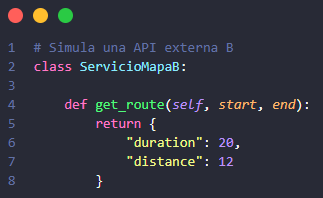 1 # Simula una API externa B
2 class ServicioMapaB:
3
4     def get_route(self, start, end):
5         return {
6             "duration": 20,
7             "distance": 12
8         }